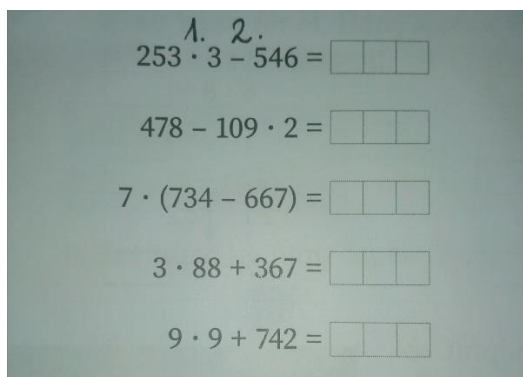 1. 2.
253 · 3 – 546 =
478 – 109 · 2 =
7 · (734 – 667) =
3 · 88 + 367 =
9 · 9 + 742 =